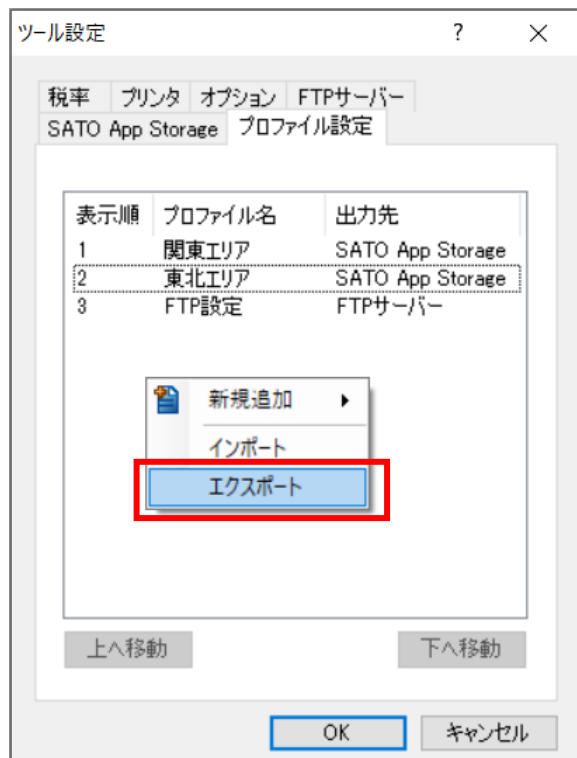 ツール設定 ?
税率 プリンタ オプション FTPサーバー
SATO App Storage プロファイル設定
表示順 プロファイル名 出力先
1 関東エリア SATO App Storage
2 東北エリア SATO App Storage
3 FTP設定 FTPサーバー
新規追加
インポート
エクスポート
上へ移動 下へ移動
OK キャンセル